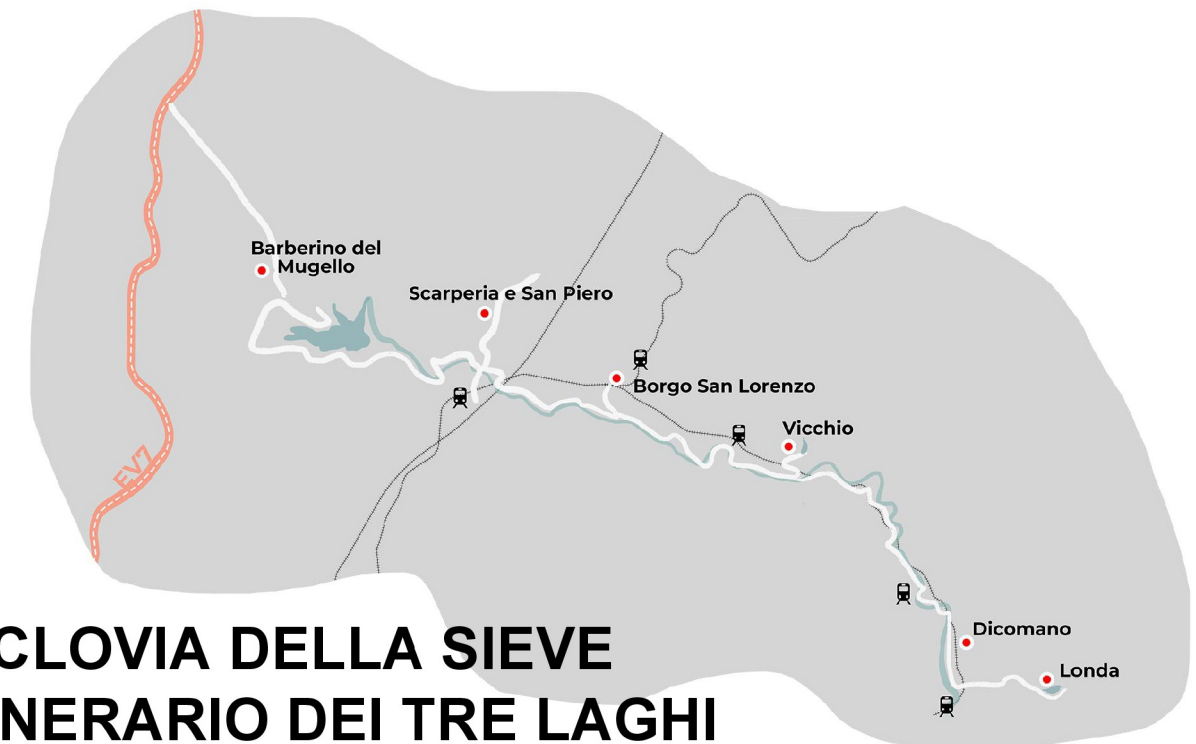 Barberino del
Mugello
Scarperia e San Piero
Borgo San Lorenzo
Vicchio
EV7
Dicomano
Londa
CLOVIA DELLA SIEVE
NERARIO DEI TRE LAGHI